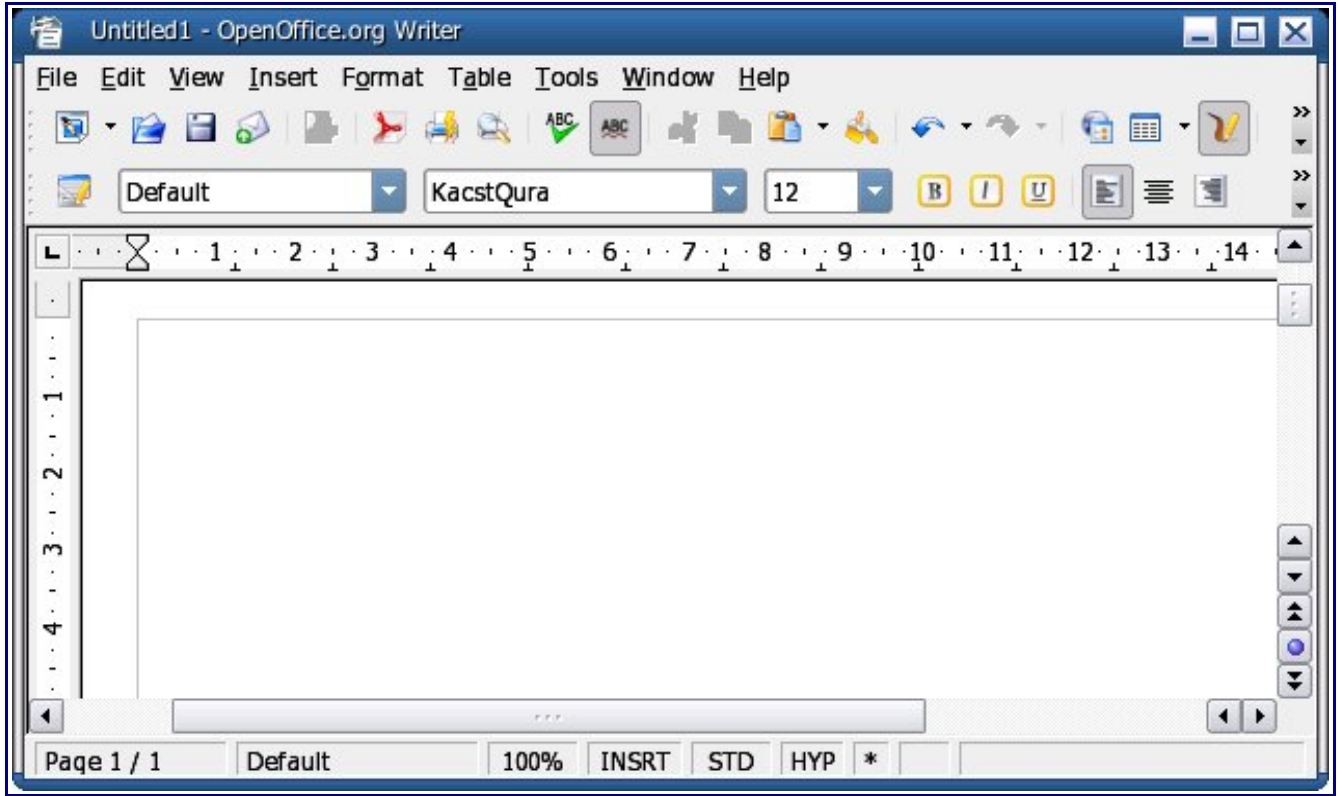 Untitled1 - OpenOffice.org Writer
File Edit View Insert Format Table Tools Window Help
ABC ABC
Default KacstQura 12 B I U
1 2 3 4 5 6 7 8 9 10 11 12 13 14
1
2
3
4
Page 1 / 1 Default 100% INSRT STD HYP *